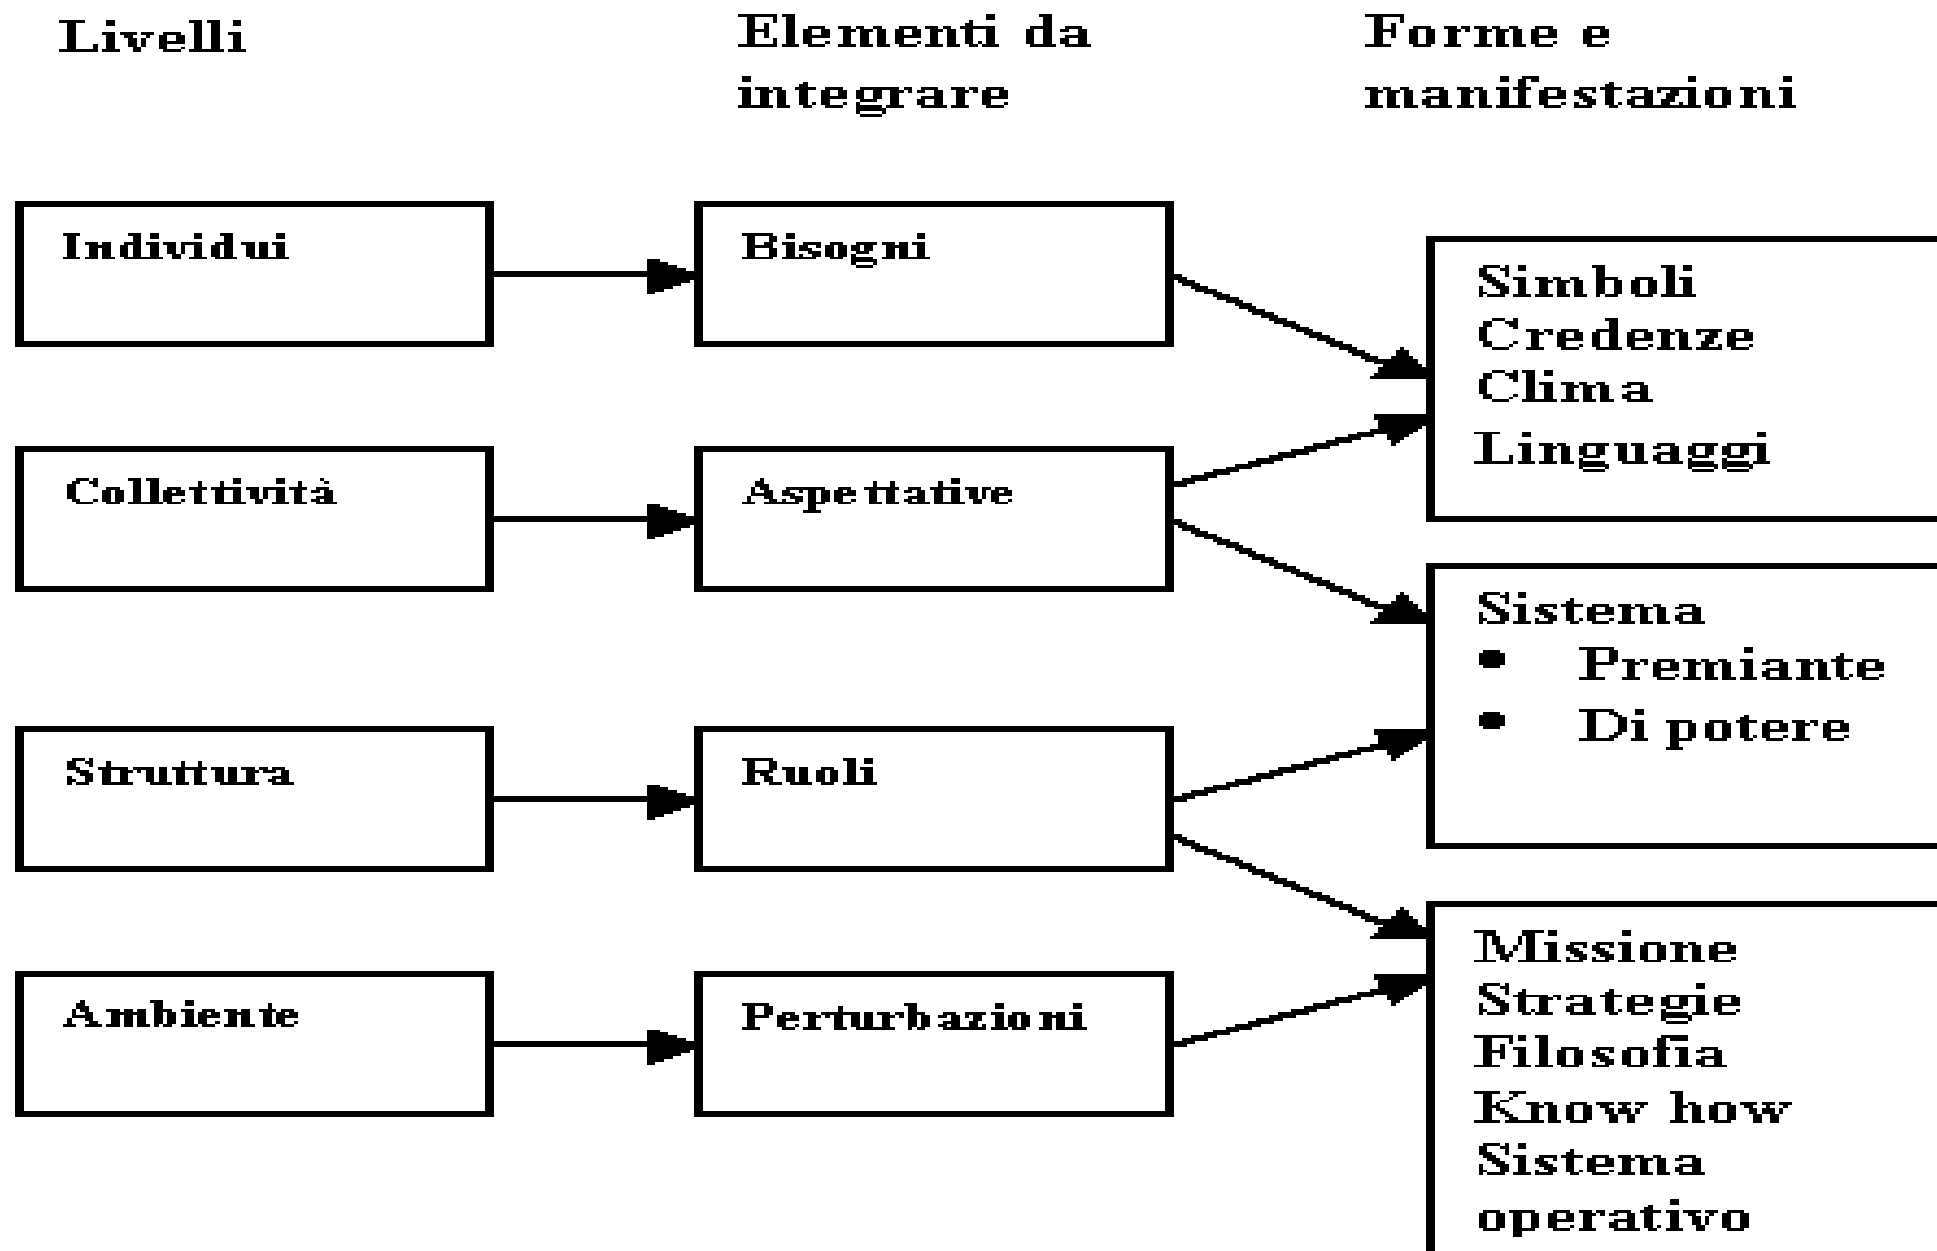 Livelli
Elementi da
integrare
Forme e
manifestazioni
Individui
Bisogni
Simboli
Credenze
Clima
Linguaggi
Collettività
Aspettative
Sistema
• Premiante
• Di potere
Struttura
Ruoli
Missione
Strategie
Filosofia
Know how
Sistema
operativo
Ambiente
Perturbazioni